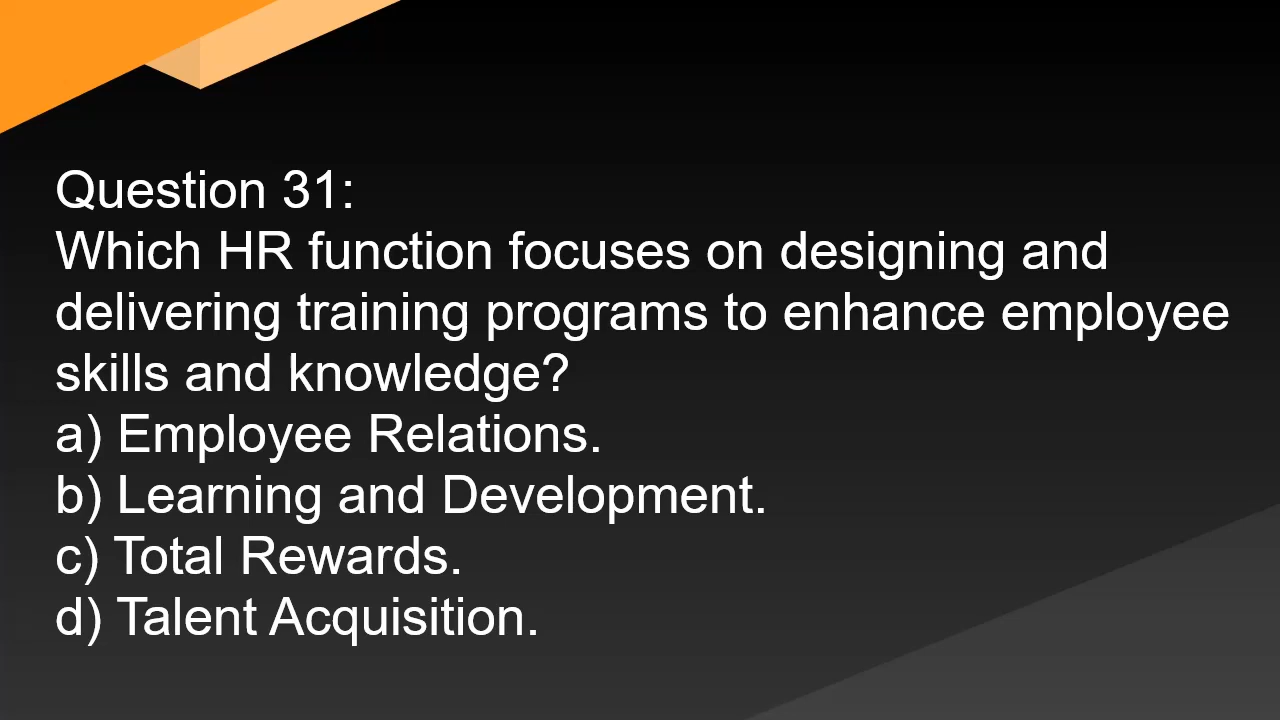 Question 31:
Which HR function focuses on designing and
delivering training programs to enhance employee
skills and knowledge?
a) Employee Relations.
b) Learning and Development.
c) Total Rewards.
d) Talent Acquisition.